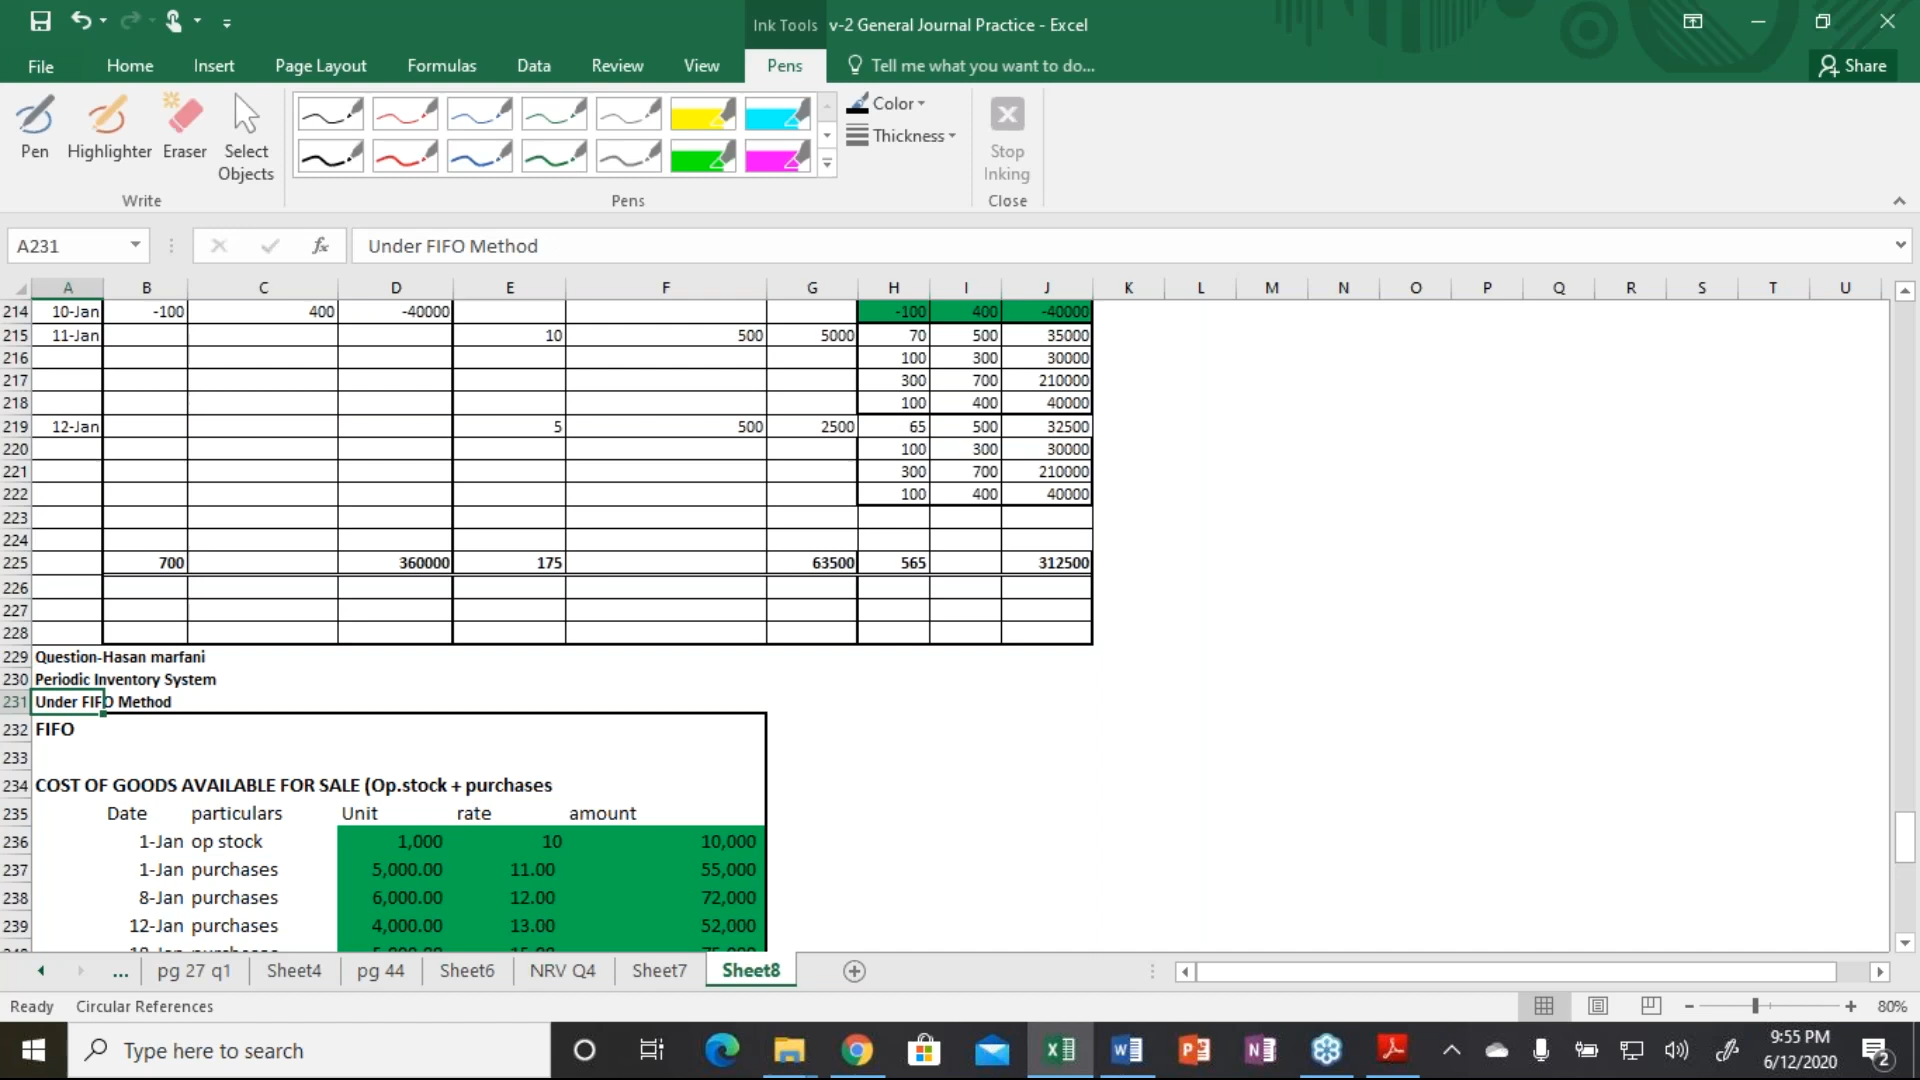 Ink Tools v-2 General Journal Practice - Excel
File Home Insert Page Layout Formulas Data Review View Pens Tell me what you want to do... Share
Pen Highlighter Eraser Select Objects
Color
Thickness
Stop Inking
Write Pens Close
A231 fx Under FIFO Method
A B C D E F G H I J K L M N O P Q R S T U
214 10-Jan -100 400 -40000 -100 400 -40000
215 11-Jan 10 500 5000 70 500 35000
216 100 300 30000
217 300 700 210000
218 100 400 40000
219 12-Jan 5 500 2500 65 500 32500
220 100 300 30000
221 300 700 210000
222 100 400 40000
223
224
225 700 360000 175 63500 565 312500
226
227
228
229 Question-Hasan marfani
230 Periodic Inventory System
231 Under FIFO Method
232 FIFO
233
234 COST OF GOODS AVAILABLE FOR SALE (Op.stock + purchases
235 Date particulars Unit rate amount
236 1-Jan op stock 1,000 10 10,000
237 1-Jan purchases 5,000.00 11.00 55,000
238 8-Jan purchases 6,000.00 12.00 72,000
239 12-Jan purchases 4,000.00 13.00 52,000
... pg 27 q1 Sheet4 pg 44 Sheet6 NRV Q4 Sheet7 Sheet8
Ready Circular References 80%
Type here to search
9:55 PM
6/12/2020
2